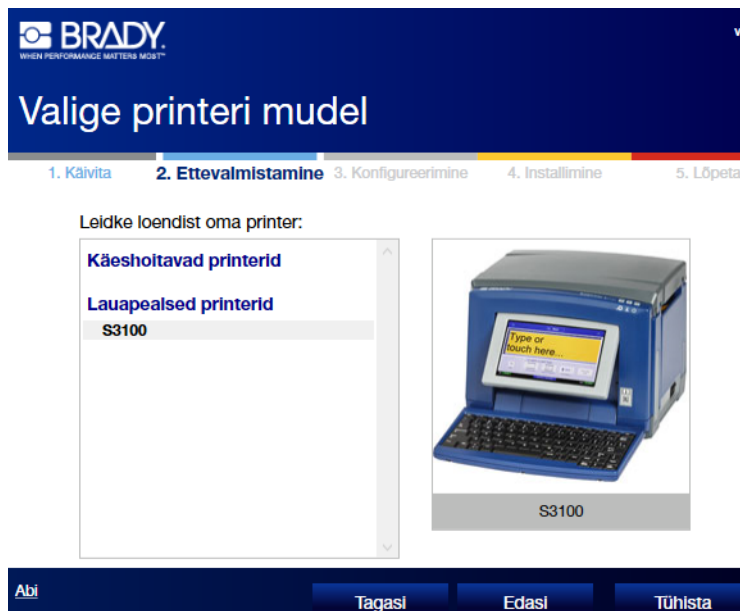 BRADY.
WHEN PERFORMANCE MATTERS MOST™
v
Valige printeri mudel
1. Käivita 2. Ettevalmistamine 3. Konfigureerimine 4. Installimine 5. Lõpeta
Leidke loendist oma printer:
Käeshoitavad printerid
Lauapealsed printerid
S3100
Type or
touch here...
S3100
Abi
Tagasi Edasi Tühista